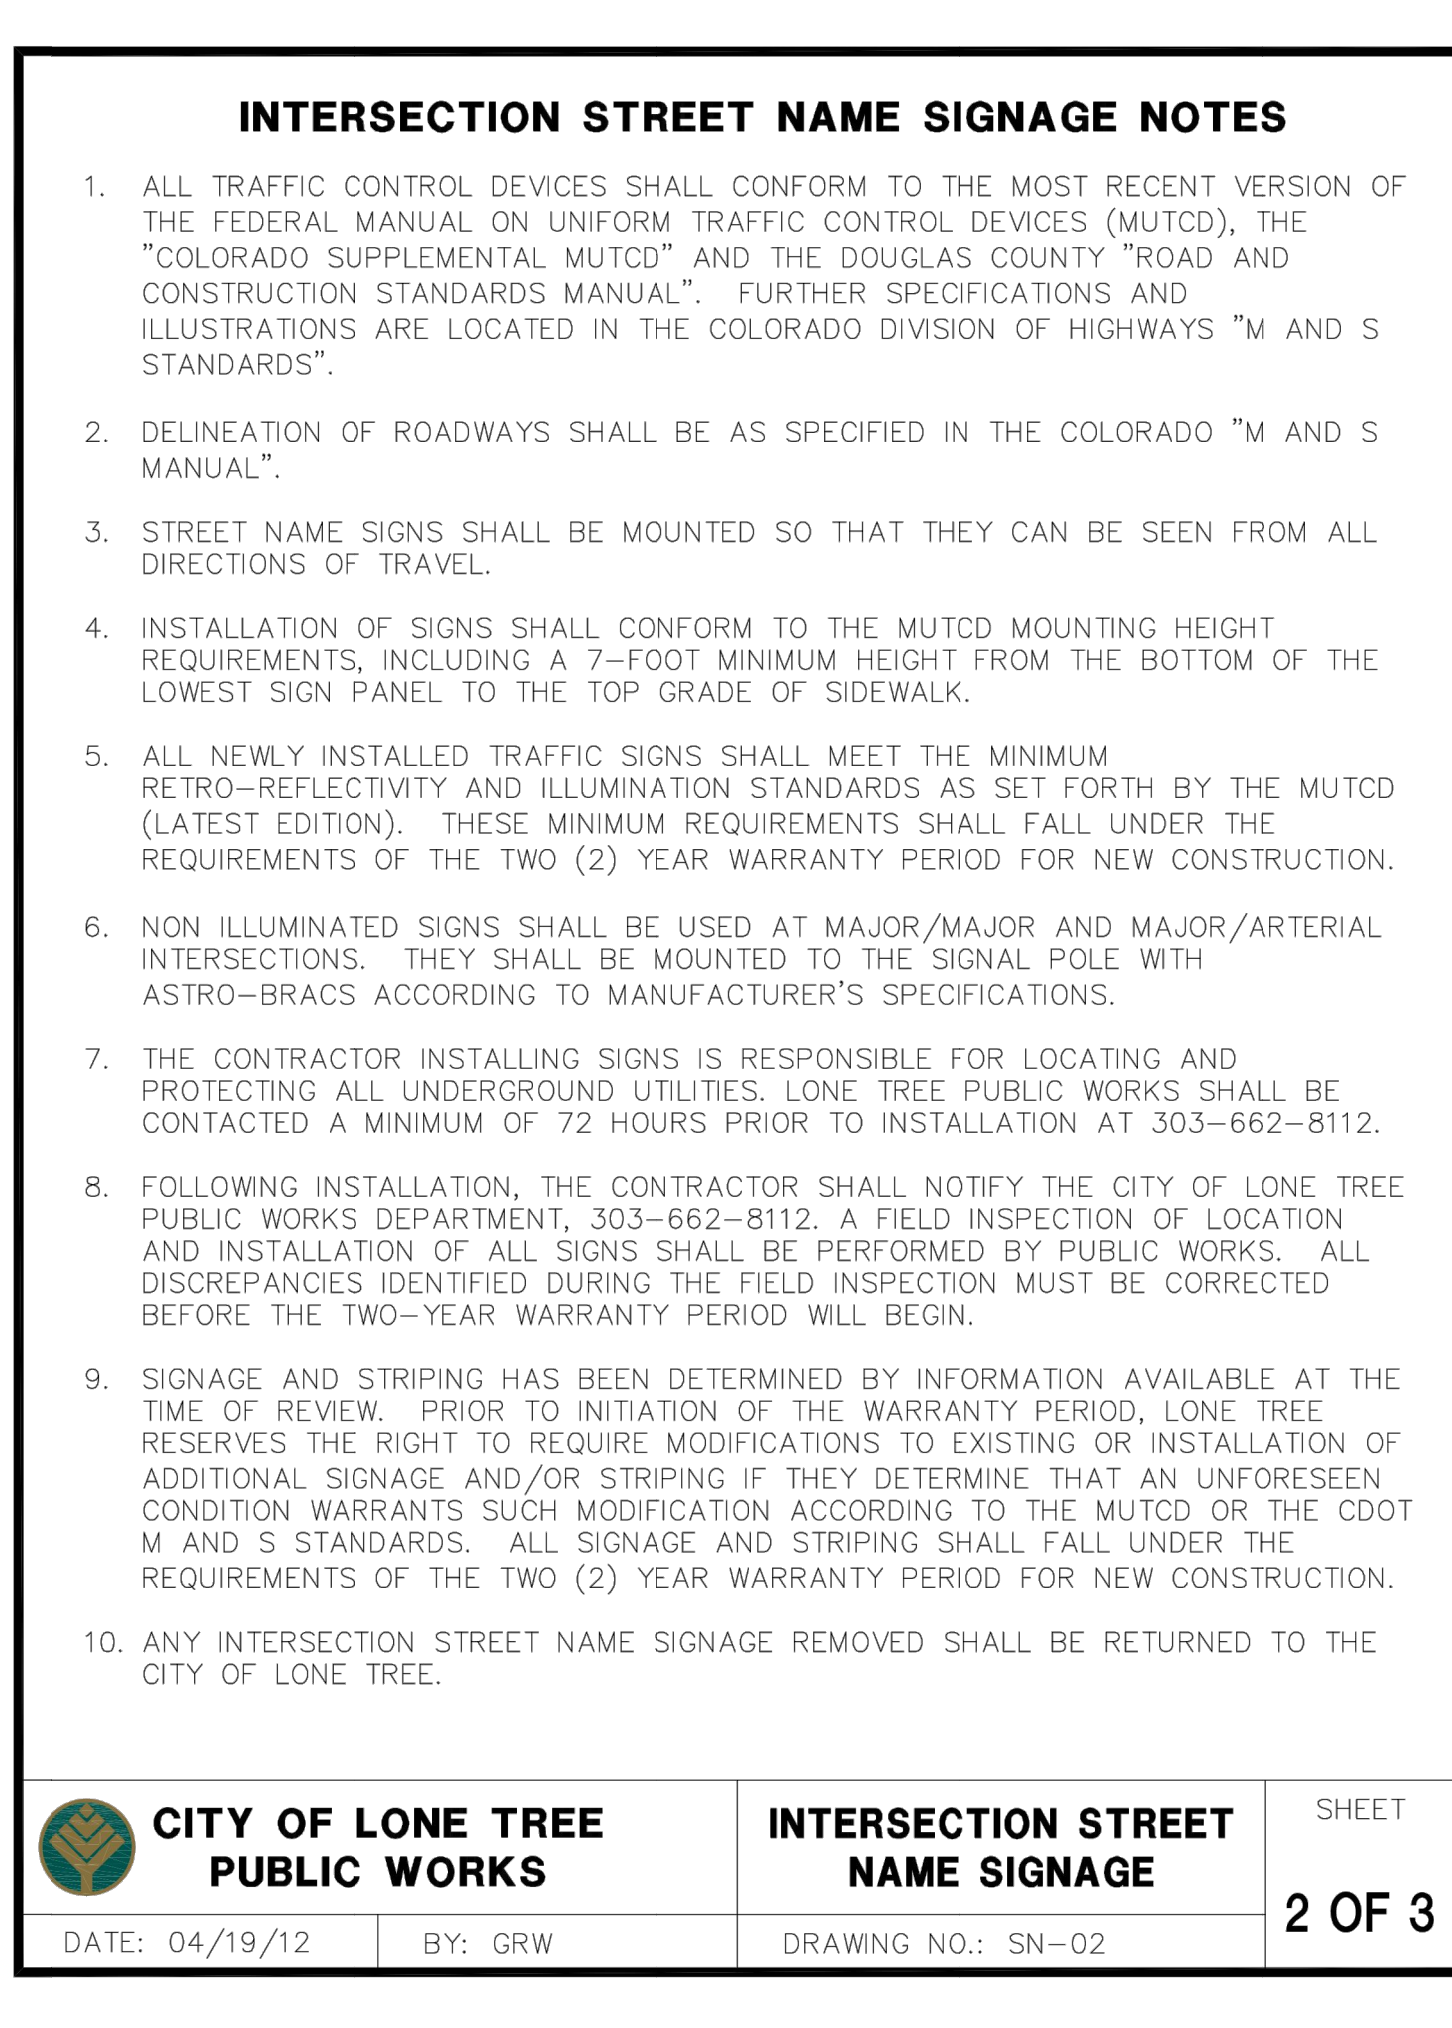 INTERSECTION STREET NAME SIGNAGE NOTES
1. ALL TRAFFIC CONTROL DEVICES SHALL CONFORM TO THE MOST RECENT VERSION OF
THE FEDERAL MANUAL ON UNIFORM TRAFFIC CONTROL DEVICES (MUTCD), THE
"COLORADO SUPPLEMENTAL MUTCD" AND THE DOUGLAS COUNTY "ROAD AND
CONSTRUCTION STANDARDS MANUAL". FURTHER SPECIFICATIONS AND
ILLUSTRATIONS ARE LOCATED IN THE COLORADO DIVISION OF HIGHWAYS "M AND S
STANDARDS".
2. DELINEATION OF ROADWAYS SHALL BE AS SPECIFIED IN THE COLORADO "M AND S
MANUAL".
3. STREET NAME SIGNS SHALL BE MOUNTED SO THAT THEY CAN BE SEEN FROM ALL
DIRECTIONS OF TRAVEL.
4. INSTALLATION OF SIGNS SHALL CONFORM TO THE MUTCD MOUNTING HEIGHT
REQUIREMENTS, INCLUDING A 7-FOOT MINIMUM HEIGHT FROM THE BOTTOM OF THE
LOWEST SIGN PANEL TO THE TOP GRADE OF SIDEWALK.
5. ALL NEWLY INSTALLED TRAFFIC SIGNS SHALL MEET THE MINIMUM
RETRO-REFLECTIVITY AND ILLUMINATION STANDARDS AS SET FORTH BY THE MUTCD
(LATEST EDITION). THESE MINIMUM REQUIREMENTS SHALL FALL UNDER THE
REQUIREMENTS OF THE TWO (2) YEAR WARRANTY PERIOD FOR NEW CONSTRUCTION.
6. NON ILLUMINATED SIGNS SHALL BE USED AT MAJOR/MAJOR AND MAJOR/ARTERIAL
INTERSECTIONS. THEY SHALL BE MOUNTED TO THE SIGNAL POLE WITH
ASTRO-BRACS ACCORDING TO MANUFACTURER'S SPECIFICATIONS.
7. THE CONTRACTOR INSTALLING SIGNS IS RESPONSIBLE FOR LOCATING AND
PROTECTING ALL UNDERGROUND UTILITIES. LONE TREE PUBLIC WORKS SHALL BE
CONTACTED A MINIMUM OF 72 HOURS PRIOR TO INSTALLATION AT 303-662-8112.
8. FOLLOWING INSTALLATION, THE CONTRACTOR SHALL NOTIFY THE CITY OF LONE TREE
PUBLIC WORKS DEPARTMENT, 303-662-8112. A FIELD INSPECTION OF LOCATION
AND INSTALLATION OF ALL SIGNS SHALL BE PERFORMED BY PUBLIC WORKS. ALL
DISCREPANCIES IDENTIFIED DURING THE FIELD INSPECTION MUST BE CORRECTED
BEFORE THE TWO-YEAR WARRANTY PERIOD WILL BEGIN.
9. SIGNAGE AND STRIPING HAS BEEN DETERMINED BY INFORMATION AVAILABLE AT THE
TIME OF REVIEW. PRIOR TO INITIATION OF THE WARRANTY PERIOD, LONE TREE
RESERVES THE RIGHT TO REQUIRE MODIFICATIONS TO EXISTING OR INSTALLATION OF
ADDITIONAL SIGNAGE AND/OR STRIPING IF THEY DETERMINE THAT AN UNFORESEEN
CONDITION WARRANTS SUCH MODIFICATION ACCORDING TO THE MUTCD OR THE CDOT
M AND S STANDARDS. ALL SIGNAGE AND STRIPING SHALL FALL UNDER THE
REQUIREMENTS OF THE TWO (2) YEAR WARRANTY PERIOD FOR NEW CONSTRUCTION.
10. ANY INTERSECTION STREET NAME SIGNAGE REMOVED SHALL BE RETURNED TO THE
CITY OF LONE TREE.
CITY OF LONE TREE
PUBLIC WORKS
DATE: 04/19/12
BY: GRW
INTERSECTION STREET
NAME SIGNAGE
DRAWING NO.: SN-02
SHEET
2 OF 3